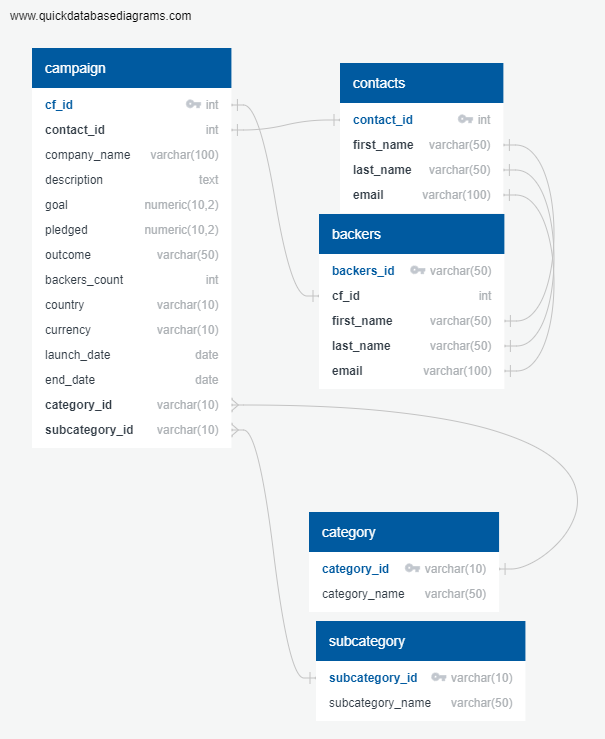 www.quickdatabasediagrams.com
campaign
cf_id int
contact_id int
company_name varchar(100)
description text
goal numeric(10,2)
pledged numeric(10,2)
outcome varchar(50)
backers_count int
country varchar(10)
currency varchar(10)
launch_date date
end_date date
category_id varchar(10)
subcategory_id varchar(10)
contacts
contact_id int
first_name varchar(50)
last_name varchar(50)
email varchar(100)
backers
backers_id varchar(50)
cf_id int
first_name varchar(50)
last_name varchar(50)
email varchar(100)
category
category_id varchar(10)
category_name varchar(50)
subcategory
subcategory_id varchar(10)
subcategory_name varchar(50)